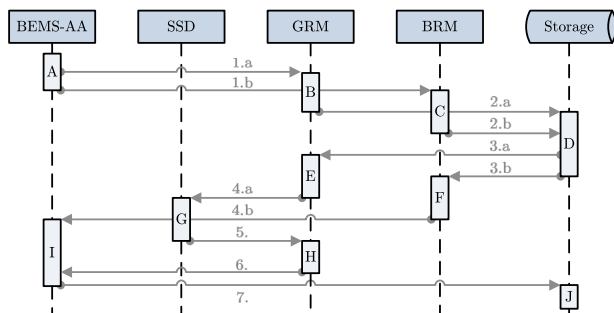 BEMS-AA SSD GRM BRM Storage
A
1.a
1.b
B
C
2.a
2.b
D
3.a
3.b
E
F
4.a
4.b
G
5.
H
I
6.
7.
J